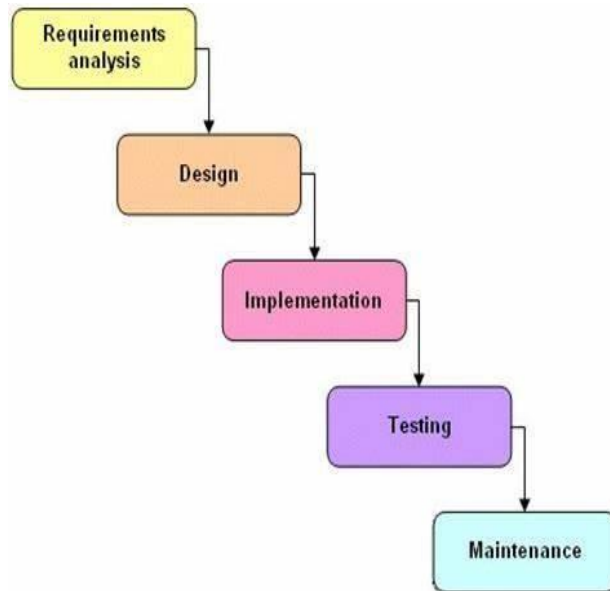 Requirements
analysis
Design
Implementation
Testing
Maintenance